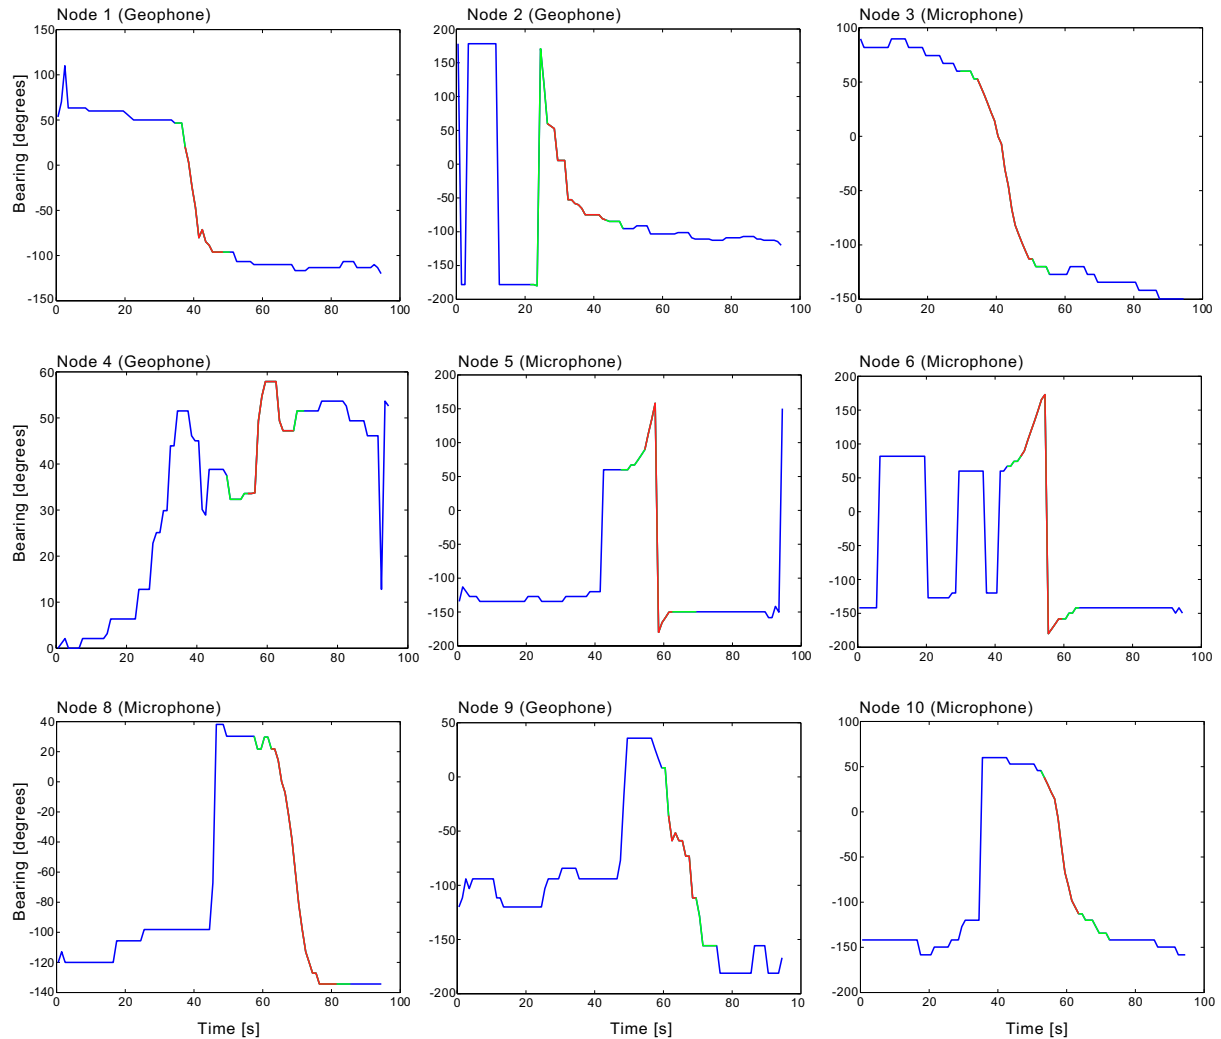 Node 1 (Geophone)
Node 2 (Geophone)
Node 3 (Microphone)
Bearing [degrees]
150
100
50
0
-50
-100
-150
0 20 40 60 80 100
200
150
100
50
0
-50
-100
-150
-200
0 20 40 60 80 100
100
50
0
-50
-100
-150
0 20 40 60 80 100
Node 4 (Geophone)
Node 5 (Microphone)
Node 6 (Microphone)
Bearing [degrees]
60
50
40
30
20
10
0
0 20 40 60 80 100
200
150
100
50
0
-50
-100
-150
-200
0 20 40 60 80 100
200
150
100
50
0
-50
-100
-150
-200
0 20 40 60 80 100
Node 8 (Microphone)
Node 9 (Geophone)
Node 10 (Microphone)
Bearing [degrees]
40
20
0
-20
-40
-60
-80
-100
-120
-140
0 20 40 60 80 100
50
0
-50
-100
-150
-200
0 20 40 60 80 10
100
50
0
-50
-100
-150
-200
0 20 40 60 80 100
Time [s]
Time [s]
Time [s]